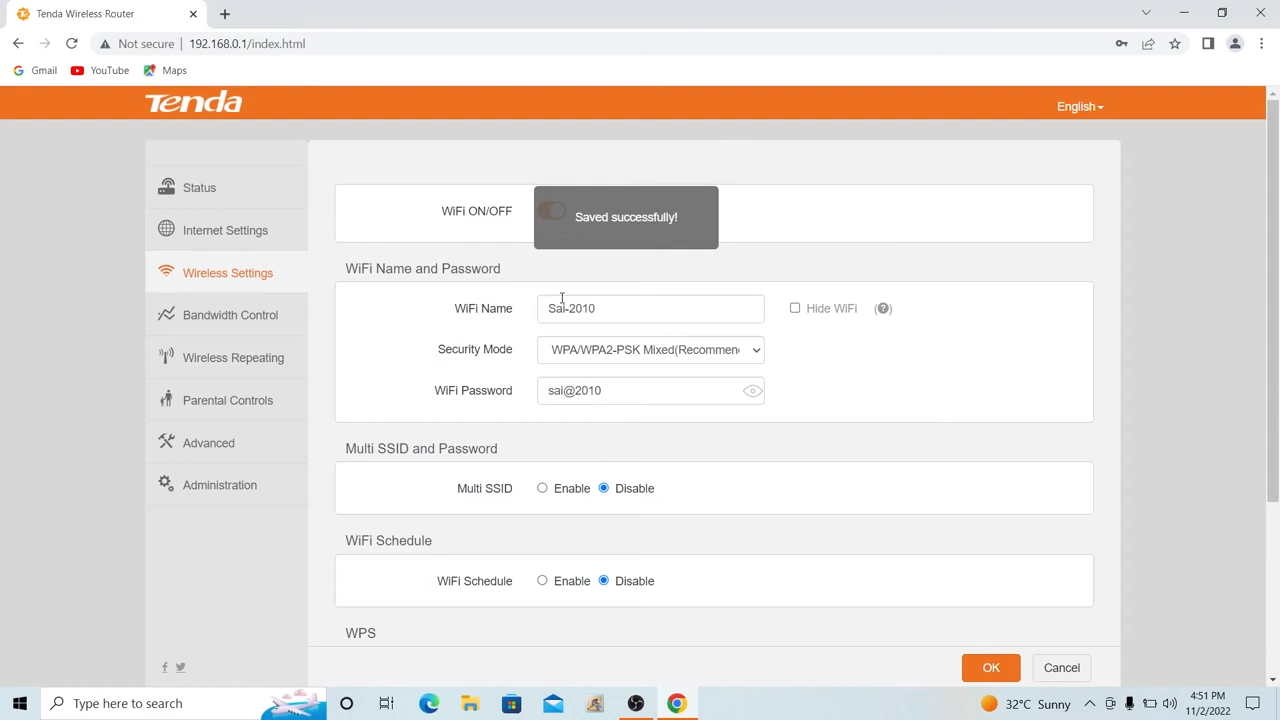 Tenda Wireless Router
Not secure | 192.168.0.1/index.html
Gmail YouTube Maps
Tenda
English
Status
Internet Settings
Wireless Settings
Bandwidth Control
Wireless Repeating
Parental Controls
Advanced
Administration
WiFi ON/OFF
Saved successfully!
WiFi Name and Password
WiFi Name Sai-2010 Hide WiFi (?)
Security Mode WPA/WPA2-PSK Mixed(Recommen
WiFi Password sai@2010
Multi SSID and Password
Multi SSID Enable Disable
WiFi Schedule
WiFi Schedule Enable Disable
WPS
OK Cancel
Type here to search
32°C Sunny
4:51 PM
11/2/2022